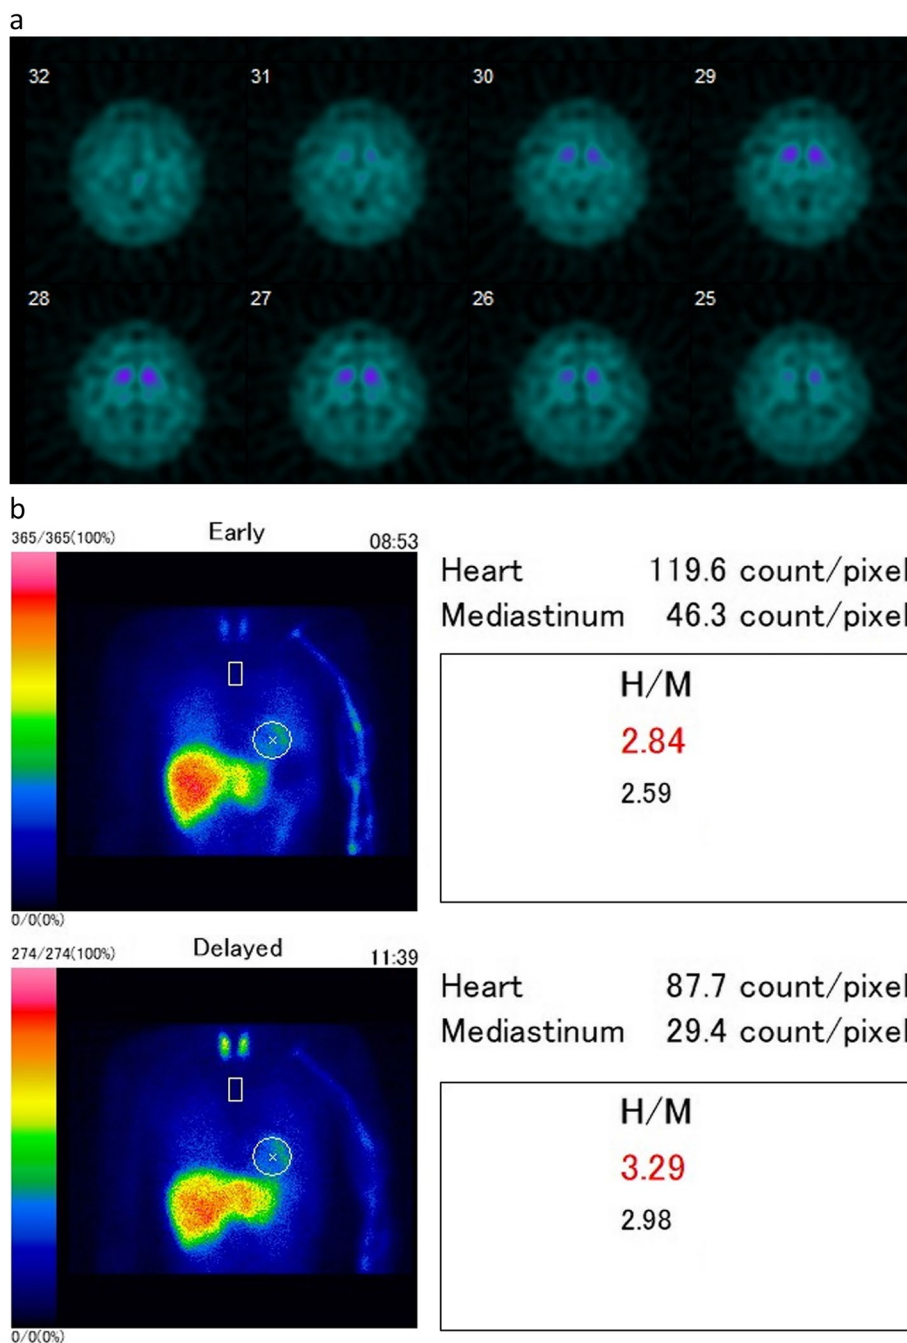 a
32 31 30 29
28 27 26 25
b
365/365(100%) Early 08:53
0/0(0%)
Heart 119.6 count/pixel
Mediastinum 46.3 count/pixel
H/M
2.84
2.59
274/274(100%) Delayed 11:39
0/0(0%)
Heart 87.7 count/pixel
Mediastinum 29.4 count/pixel
H/M
3.29
2.98